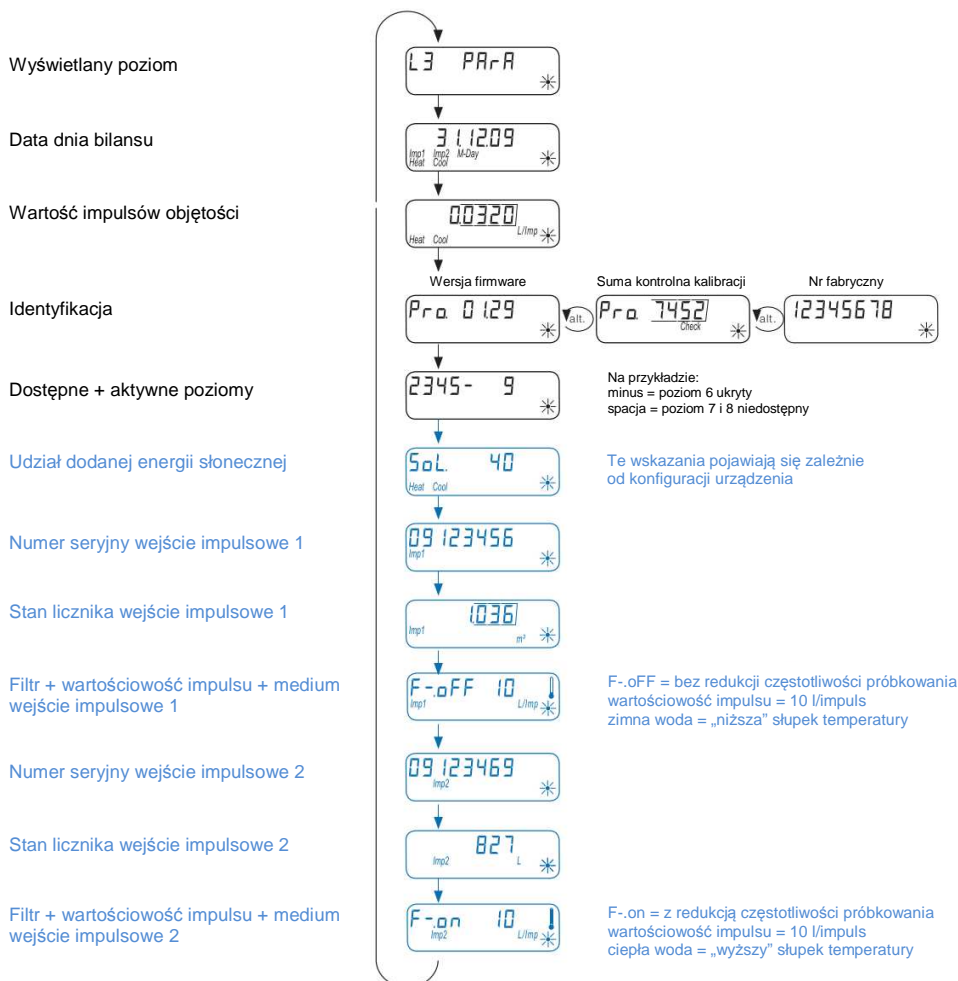 Wyświetlany poziom
L3 PArA
Data dnia bilansu
31.12.09
Imp1 Imp2 M-Day
Heat Cool
Wartość impulsów objętości
0.0320
L/Imp
Heat Cool
Wersja firmware
Suma kontrolna kalibracji
Nr fabryczny
Identyfikacja
Pro. 01.29
alt.
Pro. 7452
Check
alt.
12345678
Dostępne + aktywne poziomy
2345- 9
Na przykładzie:
minus = poziom 6 ukryty
spacja = poziom 7 i 8 niedostępny
Udział dodanej energii słonecznej
SoL. 40
Heat Cool
Te wskazania pojawiają się zależnie
od konfiguracji urządzenia
Numer seryjny wejście impulsowe 1
09123456
Imp1
Stan licznika wejście impulsowe 1
1.036
Imp1 m³
Filtr + wartościowość impulsu + medium
wejście impulsowe 1
F-.oFF 10
Imp1 L/Imp
F-.oFF = bez redukcji częstotliwości próbkowania
wartościowość impulsu = 10 l/impuls
zimna woda = „niższa” słupek temperatury
Numer seryjny wejście impulsowe 2
09123469
Imp2
Stan licznika wejście impulsowe 2
827
Imp2 L
Filtr + wartościowość impulsu + medium
wejście impulsowe 2
F-.on 10
Imp2 L/Imp
F-.on = z redukcją częstotliwości próbkowania
wartościowość impulsu = 10 l/impuls
ciepła woda = „wyższy” słupek temperatury